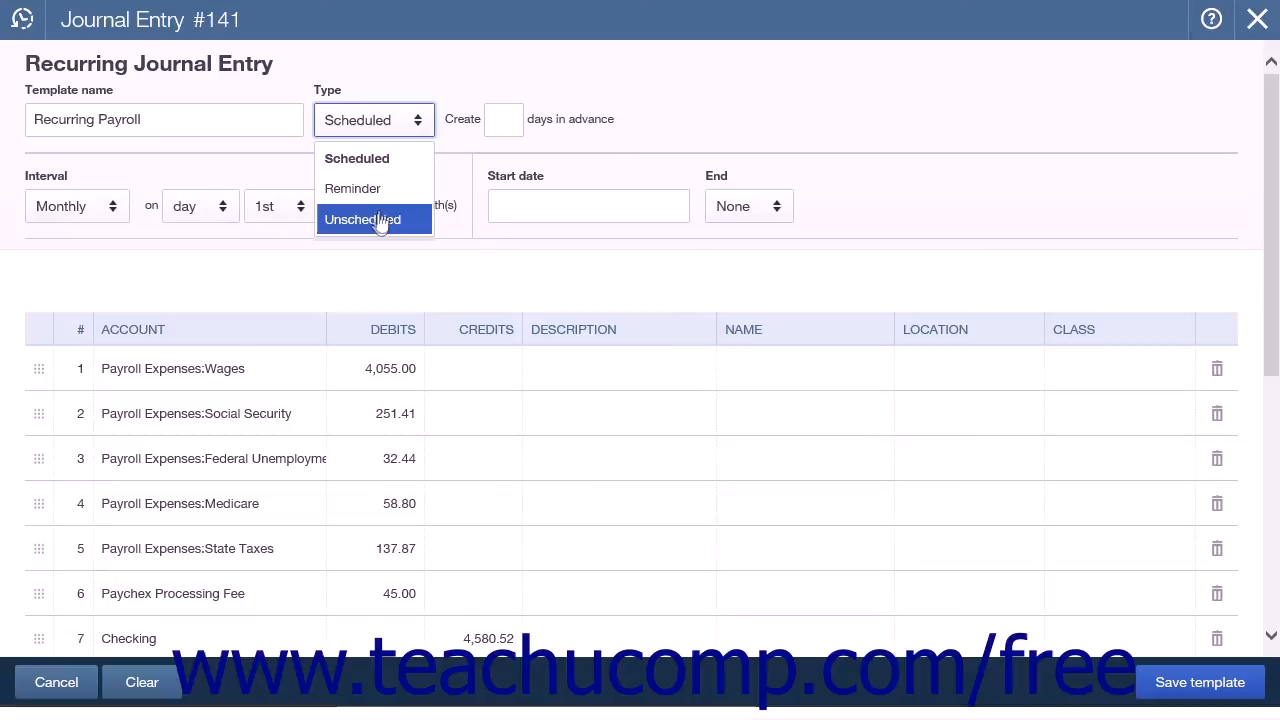 Journal Entry #141
Recurring Journal Entry
Template name
Type
Recurring Payroll
Scheduled
Create
days in advance
Scheduled
Reminder
Unscheduled
Interval
Start date
End
Monthly
on
day
1st
th(s)
None
# ACCOUNT DEBITS CREDITS DESCRIPTION NAME LOCATION CLASS
1 Payroll Expenses:Wages 4,055.00
2 Payroll Expenses:Social Security 251.41
3 Payroll Expenses:Federal Unemployme 32.44
4 Payroll Expenses:Medicare 58.80
5 Payroll Expenses:State Taxes 137.87
6 Paychex Processing Fee 45.00
7 Checking 4,580.52
Cancel
Clear
www.teachucomp.com/free
Save template